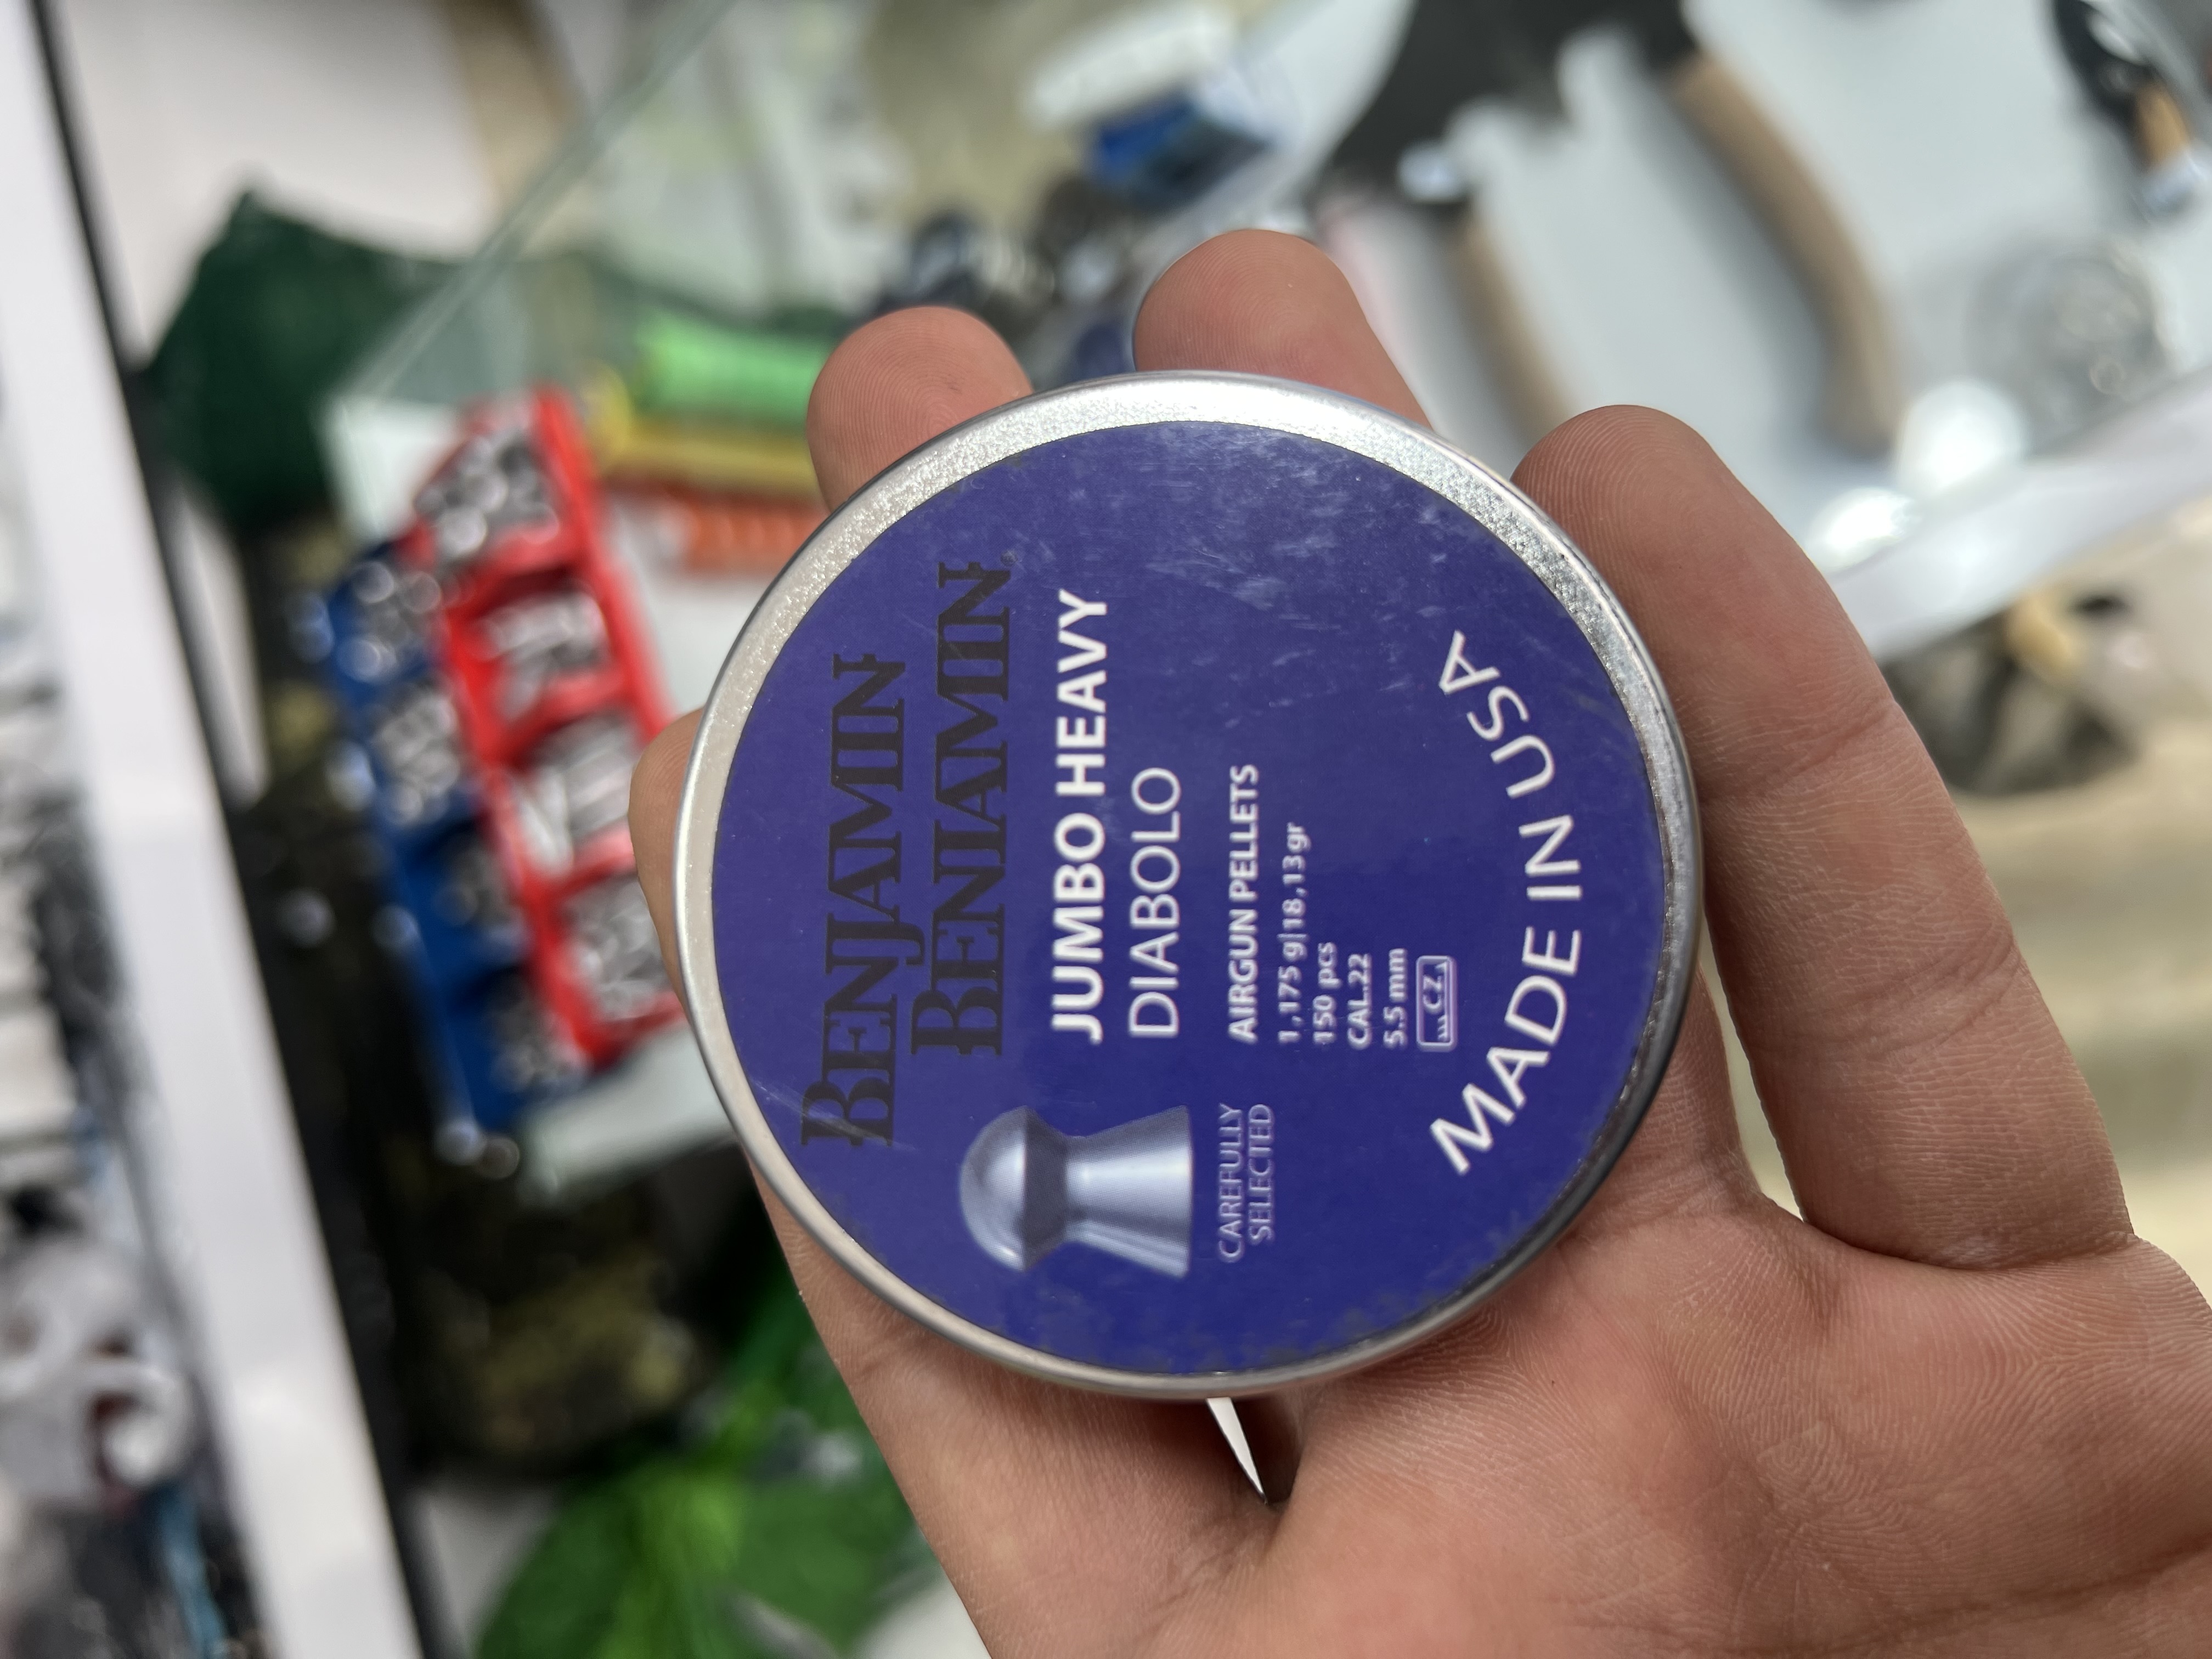 BENJAMIN
BENJAMIN
JUMBO HEAVY
DIABOLO
AIRGUN PELLETS
1,175 g|18,13gr
150 pcs
CAL.22
5.5 mm
CZ
CAREFULLY
SELECTED
MADE IN USA